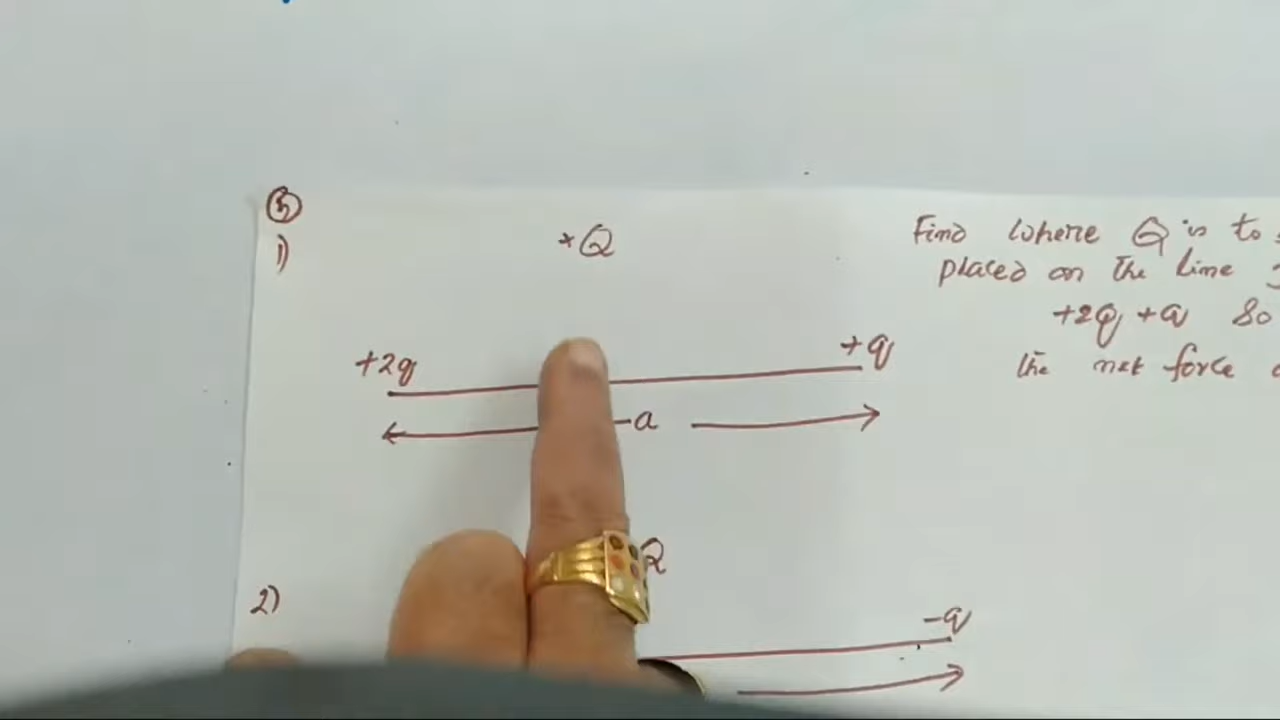 5
1)
×Q
Find where Q is to
placed on the line
+2q +q so
the net force
+2q
+q
a
Q
2)
-q